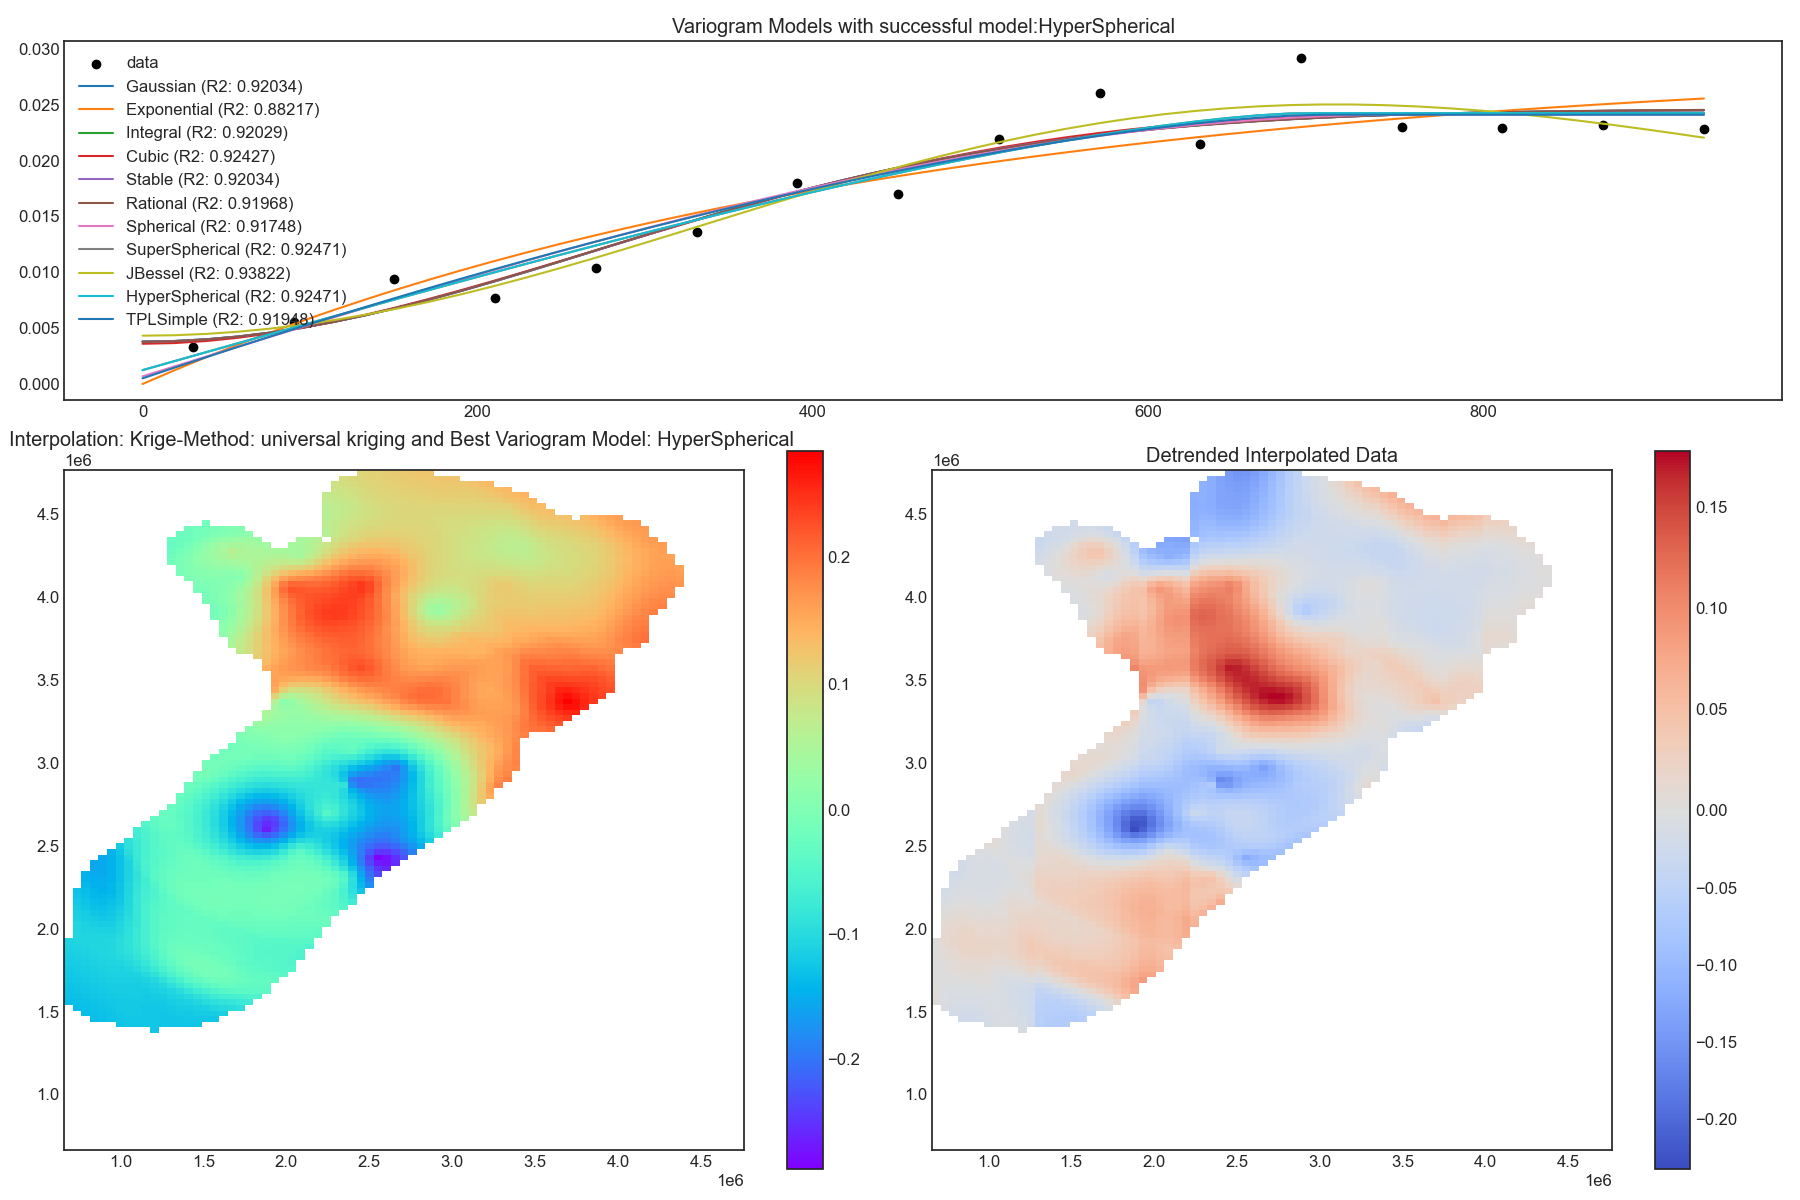 Variogram Models with successful model:HyperSpherical
0.030
0.025
0.020
0.015
0.010
0.005
0.000
data
Gaussian (R2: 0.92034)
Exponential (R2: 0.88217)
Integral (R2: 0.92029)
Cubic (R2: 0.92427)
Stable (R2: 0.92034)
Rational (R2: 0.91968)
Spherical (R2: 0.91748)
SuperSpherical (R2: 0.92471)
JBessel (R2: 0.93822)
HyperSpherical (R2: 0.92471)
TPLSimple (R2: 0.91948)
0 200 400 600 800
Interpolation: Krige-Method: universal kriging and Best Variogram Model: HyperSpherical
1e6
4.5
4.0
3.5
3.0
2.5
2.0
1.5
1.0
1.0 1.5 2.0 2.5 3.0 3.5 4.0 4.5
1e6
0.2
0.1
0.0
−0.1
−0.2
Detrended Interpolated Data
1e6
4.5
4.0
3.5
3.0
2.5
2.0
1.5
1.0
1.0 1.5 2.0 2.5 3.0 3.5 4.0 4.5
1e6
0.15
0.10
0.05
0.00
−0.05
−0.10
−0.15
−0.20